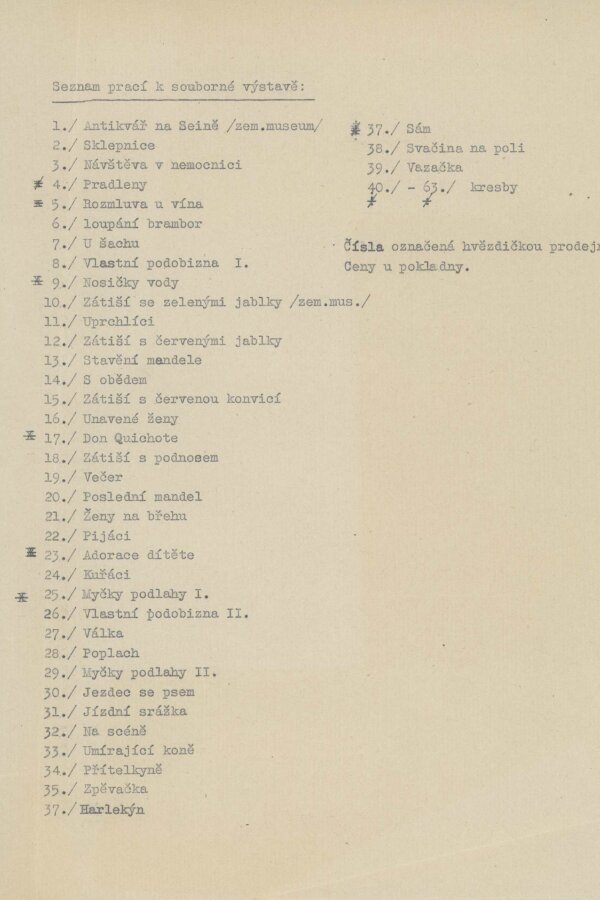 Seznam prací k souborné výstavě:
1./ Antikvář na Seině /zem.museum/
2./ Sklepnice
3./ Návštěva v nemocnici
* 4./ Pradleny
* 5./ Rozmluva u vína
6./ loupání brambor
7./ U šachu
8./ Vlastní podobizna I.
* 9./ Nosičky vody
10./ Zátiší se zelenými jablky /zem.mus./
11./ Uprchlíci
12./ Zátiší s červenými jablky
13./ Stavění mandele
14./ S obědem
15./ Zátiší s červenou konvicí
16./ Unavené ženy
* 17./ Don Quichote
18./ Zátiší s podnosem
19./ Večer
20./ Poslední mandel
21./ Ženy na břehu
22./ Pijáci
* 23./ Adorace dítěte
24./ Kuřáci
* 25./ Myčky podlahy I.
26./ Vlastní podobizna II.
27./ Válka
28./ Poplach
29./ Myčky podlahy II.
30./ Jezdec se psem
31./ Jízdní srážka
32./ Na scéně
33./ Umírající koně
34./ Přítelkyně
35./ Zpěvačka
37./ Harlekýn
* 37./ Sám
38./ Svačina na poli
39./ Vazačka
40./ - 63./ kresby
* *
Čísla označená hvězdičkou prodejn
Ceny u pokladny.